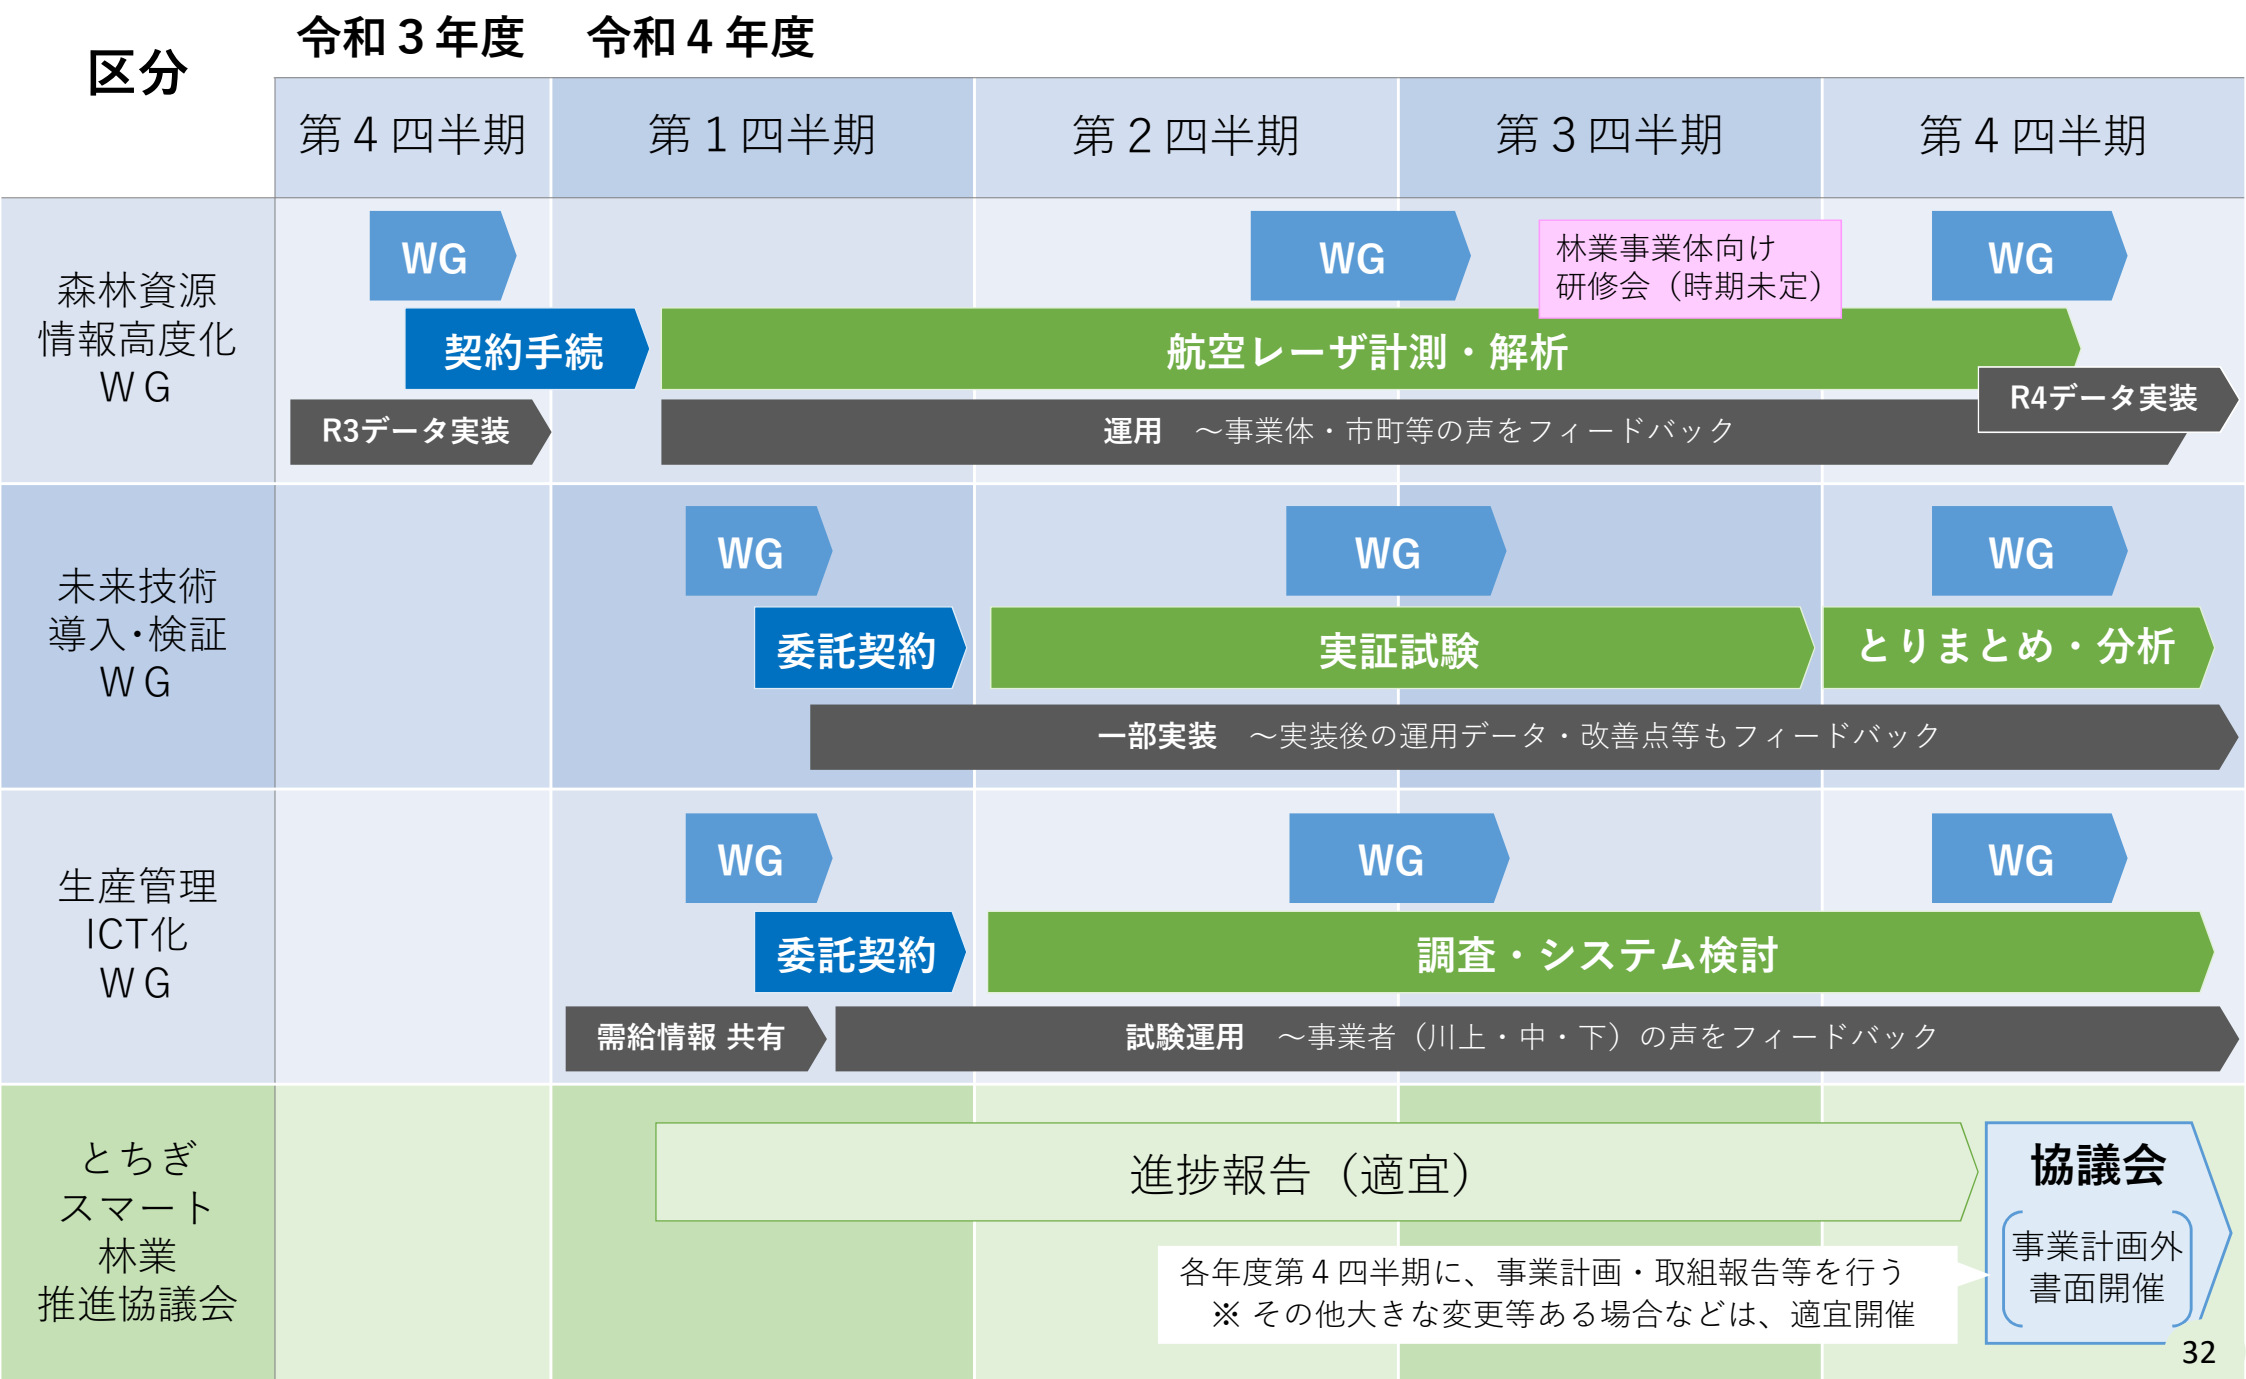 区分
令和３年度
令和４年度
第４四半期
第１四半期
第２四半期
第３四半期
第４四半期
森林資源
情報高度化
ＷＧ
WG
WG
林業事業体向け
研修会（時期未定）
WG
契約手続
航空レーザ計測・解析
R3データ実装
運用　～事業体・市町等の声をフィードバック
R4データ実装
未来技術
導入･検証
ＷＧ
WG
WG
WG
委託契約
実証試験
とりまとめ・分析
一部実装　～実装後の運用データ・改善点等もフィードバック
生産管理
ICT化
ＷＧ
WG
WG
WG
委託契約
調査・システム検討
需給情報 共有
試験運用　～事業者（川上・中・下）の声をフィードバック
とちぎ
スマート
林業
推進協議会
進捗報告（適宜）
協議会
事業計画外
書面開催
各年度第４四半期に、事業計画・取組報告等を行う
※ その他大きな変更等ある場合などは、適宜開催
32